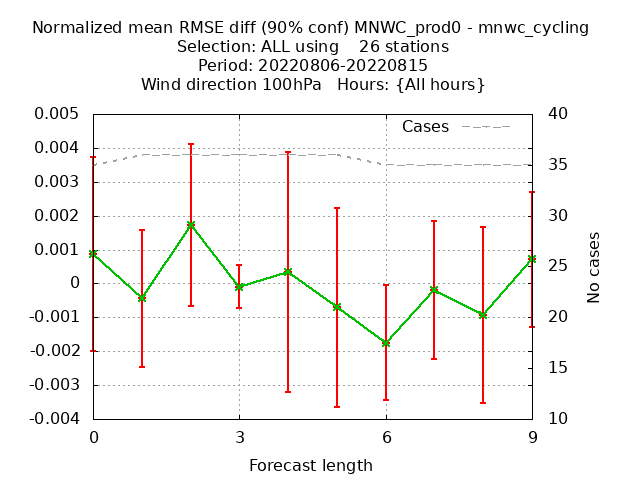 Normalized mean RMSE diff (90% conf) MNWC_prod0 - mnwc_cycling
Selection: ALL using    26 stations
Period: 20220806-20220815
Wind direction 100hPa   Hours: {All hours}
Cases
0.005
0.004
0.003
0.002
0.001
0
-0.001
-0.002
-0.003
-0.004
40
35
30
25
20
15
10
No cases
0 3 6 9
Forecast length